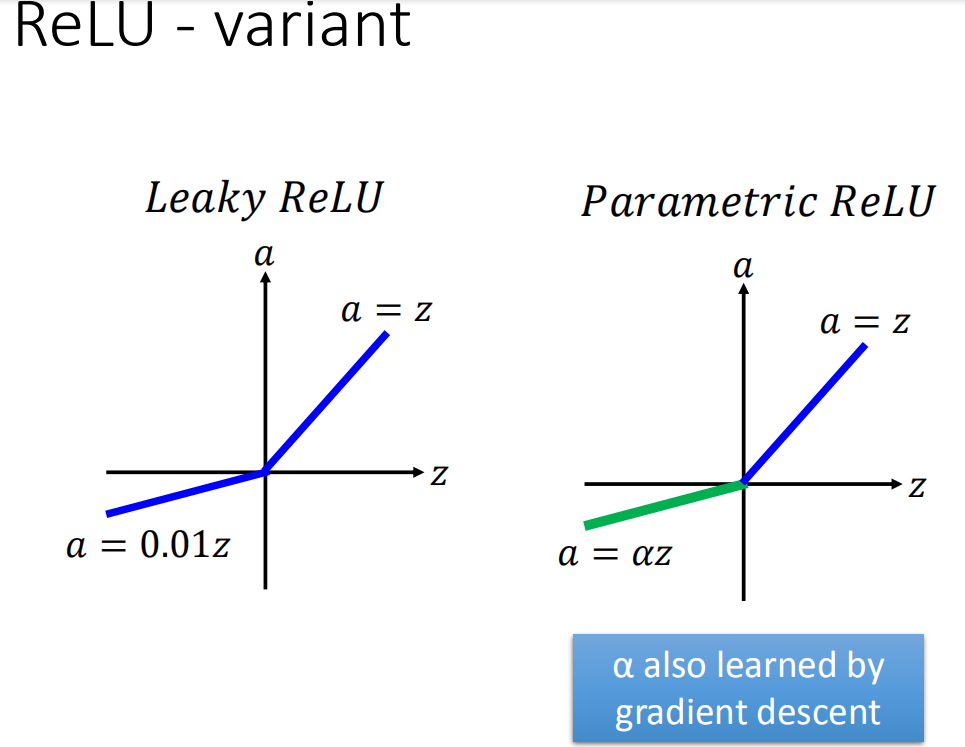 ReLU - variant
Leaky ReLU
a
a = z
z
a = 0.01z
Parametric ReLU
a
a = z
z
a = αz
α also learned by
gradient descent